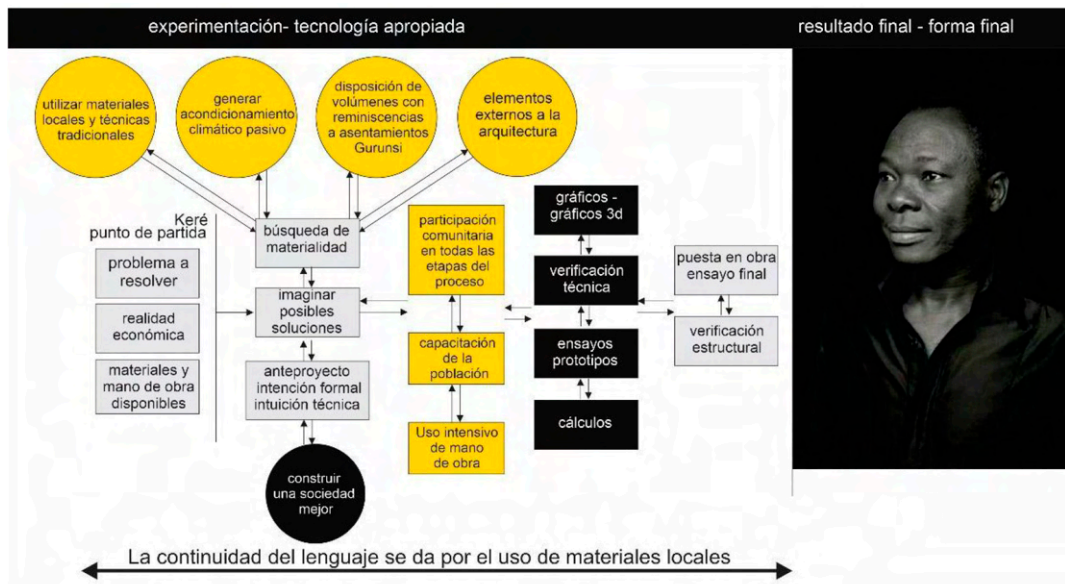 experimentación- tecnología apropiada
resultado final - forma final
utilizar materiales
locales y técnicas
tradicionales
generar
acondicionamiento
climático pasivo
disposición de
volúmenes con
reminiscencias
a asentamientos
Gurunsi
elementos
externos a la
arquitectura
Keré
punto de partida
problema a
resolver
realidad
económica
materiales y
mano de obra
disponibles
búsqueda de
materialidad
imaginar
posibles
soluciones
anteproyecto
intención formal
intuición técnica
construir
una sociedad
mejor
participación
comunitaria
en todas las
etapas del
proceso
capacitación
de la
población
Uso intensivo
de mano
de obra
gráficos -
gráficos 3d
verificación
técnica
ensayos
prototipos
cálculos
puesta en obra
ensayo final
verificación
estructural
La continuidad del lenguaje se da por el uso de materiales locales